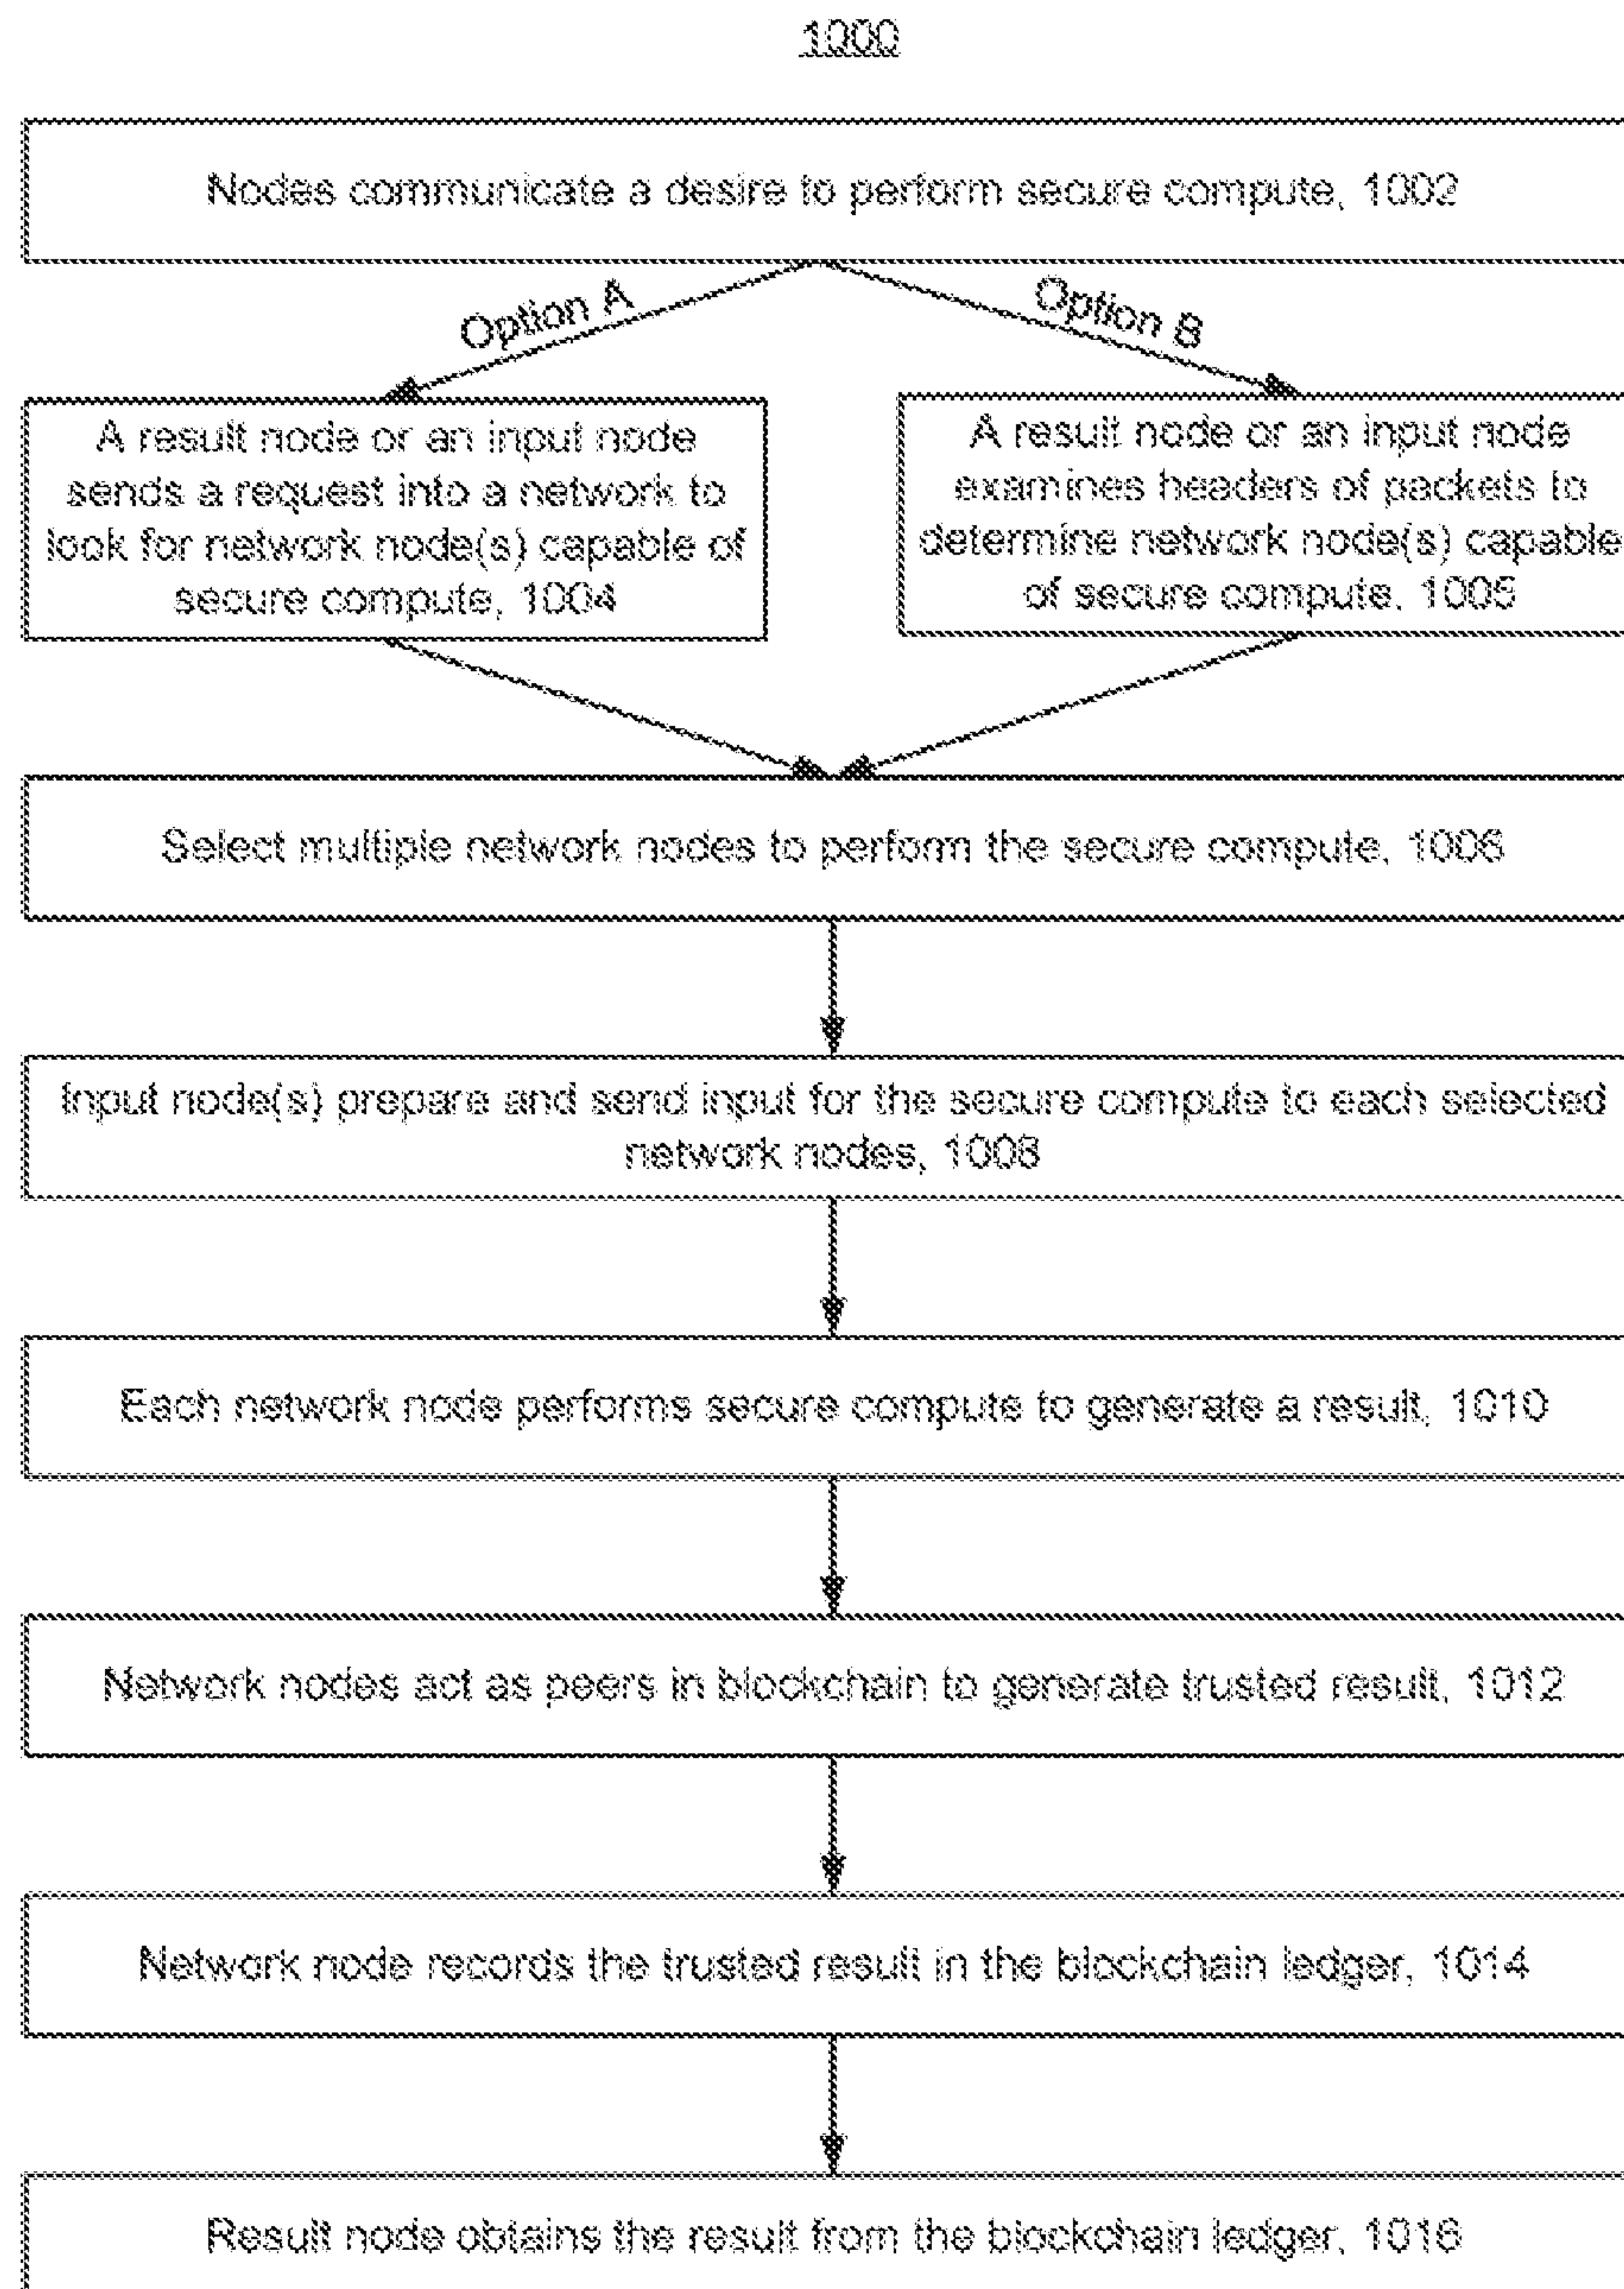 1000
Nodes communicate a desire to perform secure compute, 1002
Option A
Option B
A result node or an input node
sends a request into a network to
look for network node(s) capable of
secure compute, 1004
A result node or an input node
examines headers of packets to
determine network node(s) capable
of secure compute, 1005
Select multiple network nodes to perform the secure compute, 1006
Input node(s) prepare and send input for the secure compute to each selected
network nodes, 1008
Each network node performs secure compute to generate a result, 1010
Network nodes act as peers in blockchain to generate trusted result, 1012
Network node records the trusted result in the blockchain ledger, 1014
Result node obtains the result from the blockchain ledger, 1016